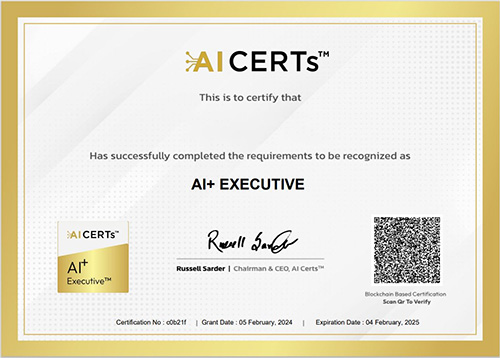 AI CERTs™
This is to certify that
Has successfully completed the requirements to be recognized as
AI+ EXECUTIVE
AI CERTs™
AI+
Executive™
Russell Sarder
Russell Sarder | Chairman & CEO, AI Certs™
Blockchain Based Certification
Scan Qr To Verify
Certification No : c0b21f | Grant Date : 05 February, 2024 | Expiration Date : 04 February, 2025